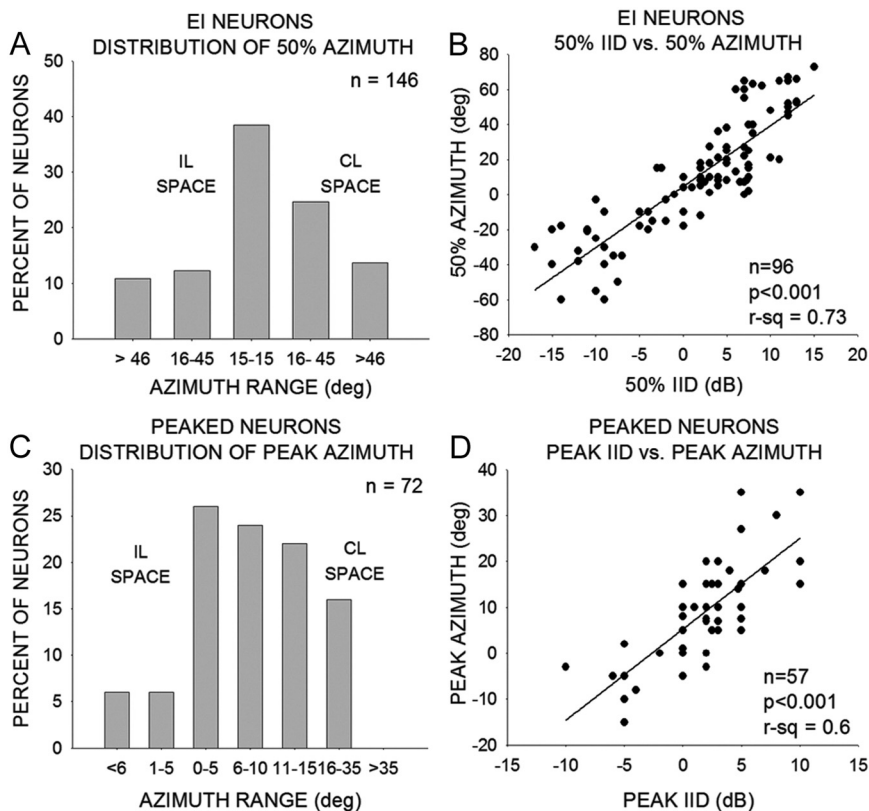 A
EI NEURONS
DISTRIBUTION OF 50% AZIMUTH
n = 146
IL
SPACE
CL
SPACE
PERCENT OF NEURONS
50
40
30
20
10
0
> 46 16-45 15-15 16- 45 >46
AZIMUTH RANGE (deg)
B
EI NEURONS
50% IID vs. 50% AZIMUTH
50% AZIMUTH (deg)
80
60
40
20
0
-20
-40
-60
-80
n=96
p<0.001
r-sq = 0.73
-20 -15 -10 -5 0 5 10 15 20
50% IID (dB)
C
PEAKED NEURONS
DISTRIBUTION OF PEAK AZIMUTH
n = 72
IL
SPACE
CL
SPACE
PERCENT OF NEURONS
30
25
20
15
10
5
0
<6 1-5 0-5 6-10 11-15 16-35 >35
AZIMUTH RANGE (deg)
D
PEAKED NEURONS
PEAK IID vs. PEAK AZIMUTH
PEAK AZIMUTH (deg)
40
30
20
10
0
-10
-20
n=57
p<0.001
r-sq = 0.6
-15 -10 -5 0 5 10 15
PEAK IID (dB)